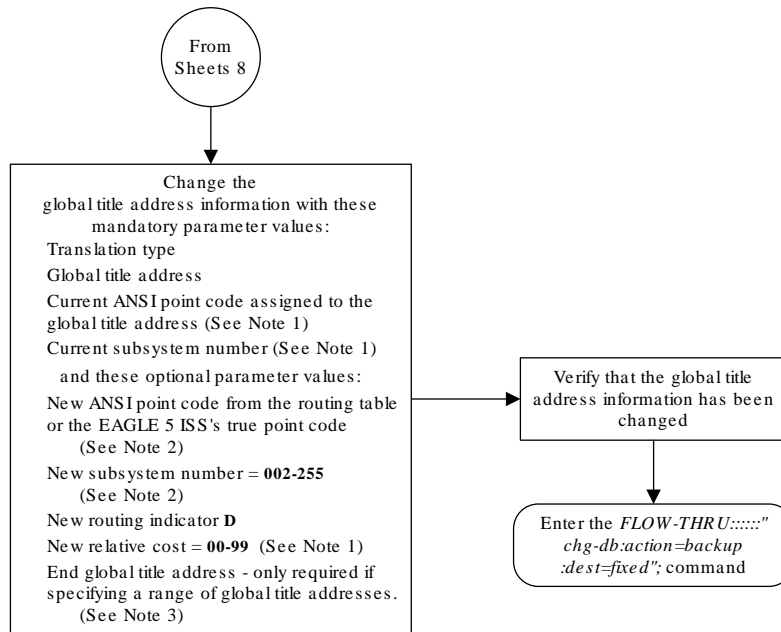 From
Sheets 8
Change the
global title address information with these
mandatory parameter values:
Translation type
Global title address
Current ANSI point code assigned to the
global title address (See Note 1)
Current subsystem number (See Note 1)
and these optional parameter values:
New ANSI point code from the routing table
or the EAGLE 5 ISS's true point code
(See Note 2)
New subsystem number = 002-255
(See Note 2)
New routing indicator D
New relative cost = 00-99 (See Note 1)
End global title address - only required if
specifying a range of global title addresses.
(See Note 3)
Verify that the global title
address information has been
changed
Enter the FLOW-THRU::::::"
chg-db:action=backup
:dest=fixed"; command